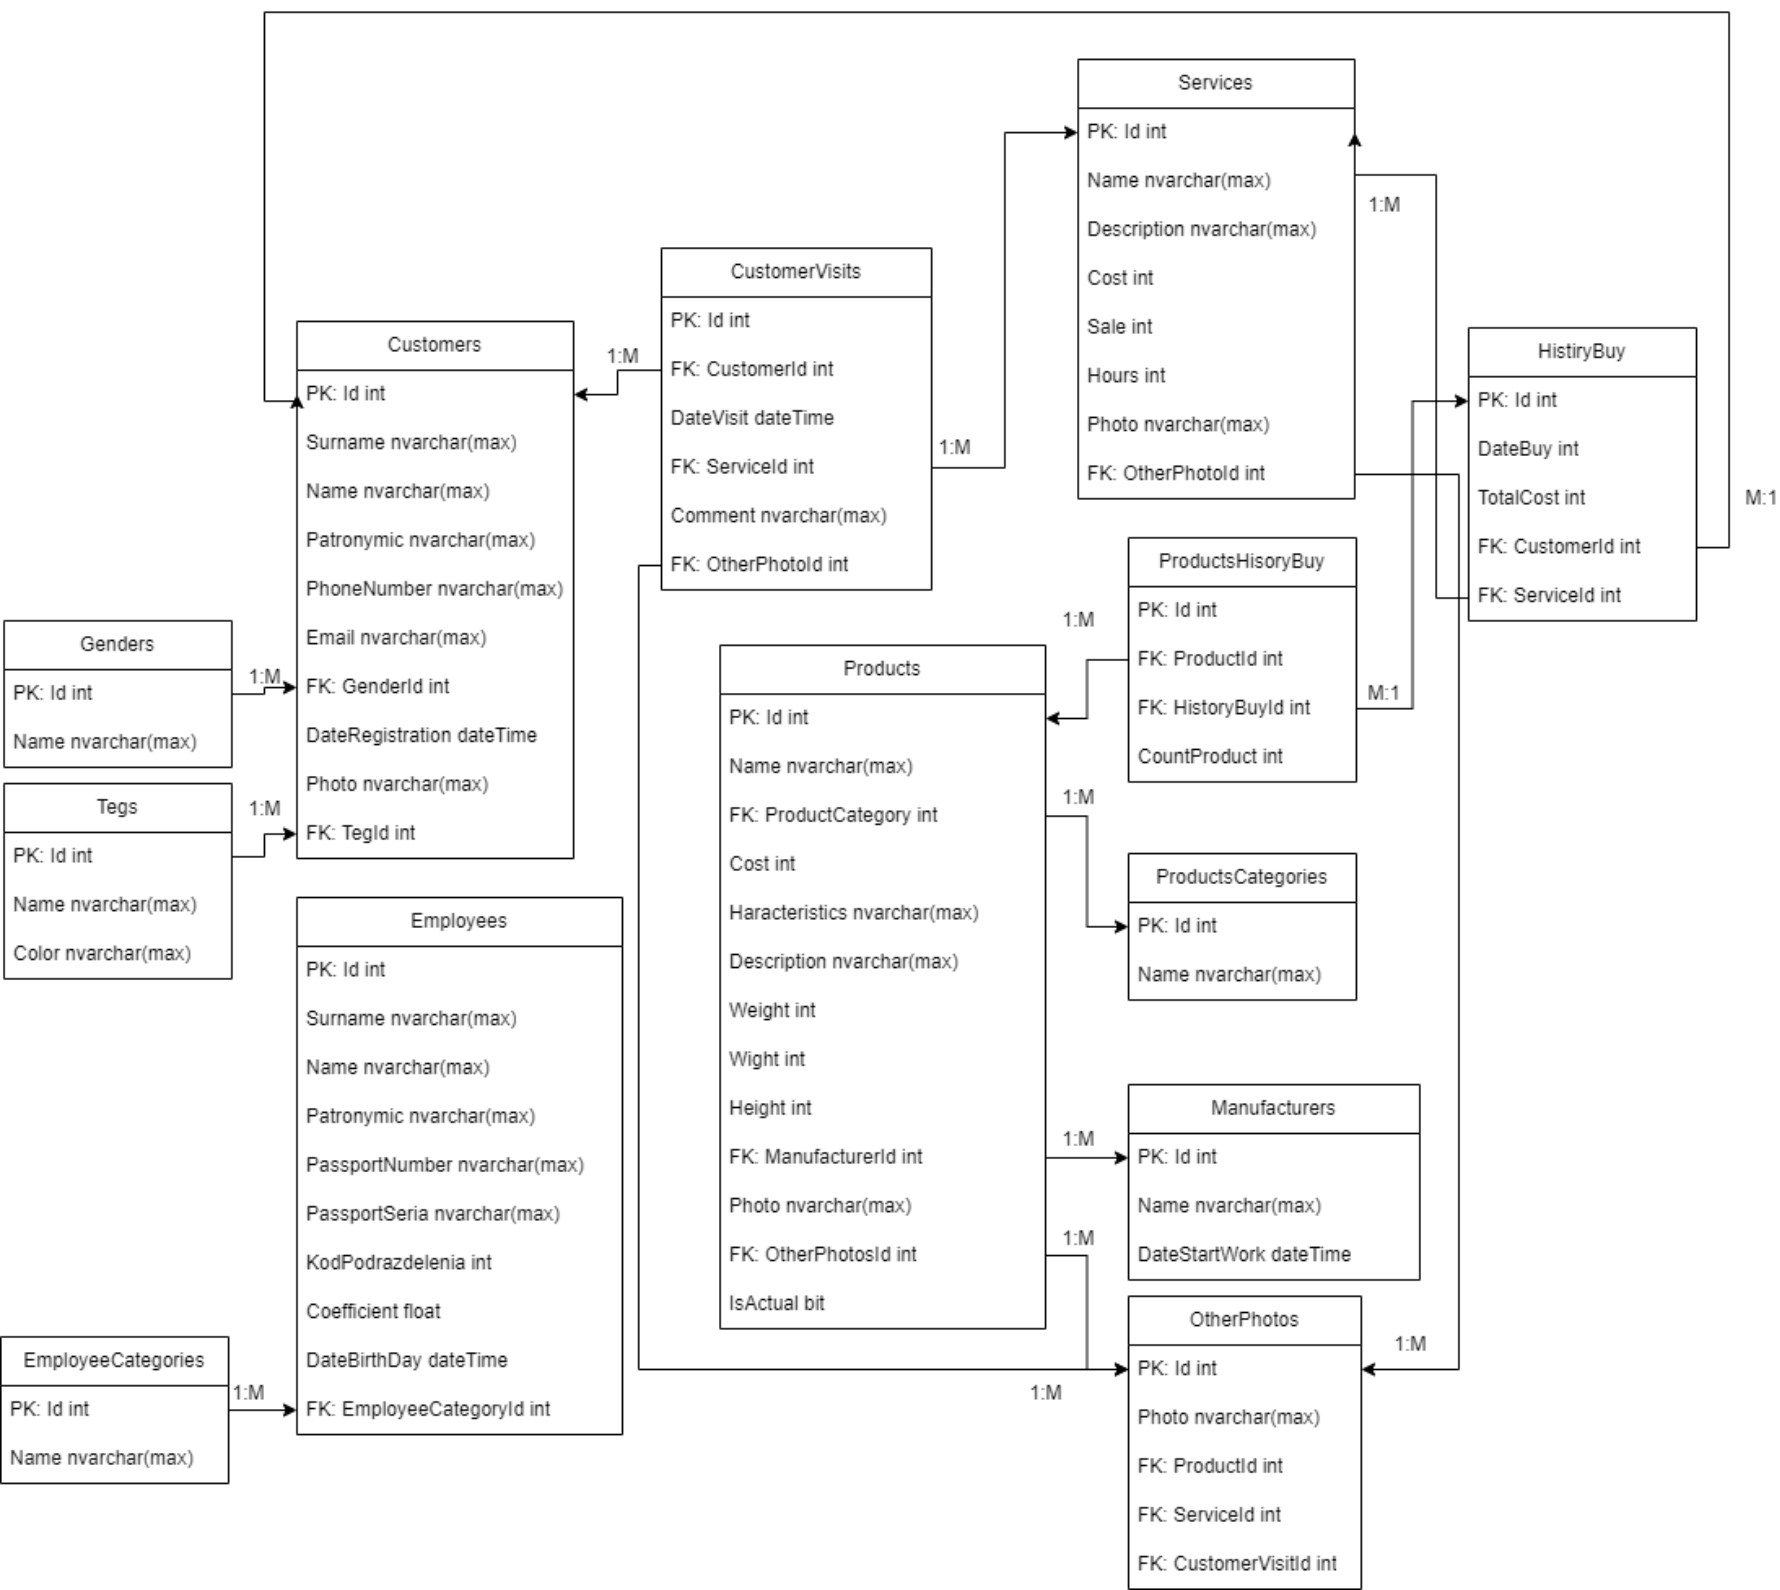 Services
PK: Id int
Name nvarchar(max)
Description nvarchar(max)
Cost int
Sale int
Hours int
Photo nvarchar(max)
FK: OtherPhotoId int
1:M
CustomerVisits
PK: Id int
FK: CustomerId int
DateVisit dateTime
FK: ServiceId int
Comment nvarchar(max)
FK: OtherPhotoId int
1:M
1:M
Customers
PK: Id int
Surname nvarchar(max)
Name nvarchar(max)
Patronymic nvarchar(max)
PhoneNumber nvarchar(max)
Email nvarchar(max)
FK: GenderId int
DateRegistration dateTime
Photo nvarchar(max)
FK: TegId int
HistiryBuy
PK: Id int
DateBuy int
TotalCost int
FK: CustomerId int
FK: ServiceId int
M:1
ProductsHisoryBuy
PK: Id int
FK: ProductId int
FK: HistoryBuyId int
CountProduct int
1:M
M:1
Genders
PK: Id int
Name nvarchar(max)
1:M
Tegs
PK: Id int
Name nvarchar(max)
Color nvarchar(max)
1:M
Products
PK: Id int
Name nvarchar(max)
FK: ProductCategory int
Cost int
Haracteristics nvarchar(max)
Description nvarchar(max)
Weight int
Wight int
Height int
FK: ManufacturerId int
Photo nvarchar(max)
FK: OtherPhotosId int
IsActual bit
1:M
1:M
1:M
ProductsCategories
PK: Id int
Name nvarchar(max)
Employees
PK: Id int
Surname nvarchar(max)
Name nvarchar(max)
Patronymic nvarchar(max)
PassportNumber nvarchar(max)
PassportSeria nvarchar(max)
KodPodrazdelenia int
Coefficient float
DateBirthDay dateTime
FK: EmployeeCategoryId int
Manufacturers
PK: Id int
Name nvarchar(max)
DateStartWork dateTime
EmployeeCategories
PK: Id int
Name nvarchar(max)
1:M
OtherPhotos
PK: Id int
Photo nvarchar(max)
FK: ProductId int
FK: ServiceId int
FK: CustomerVisitId int
1:M
1:M